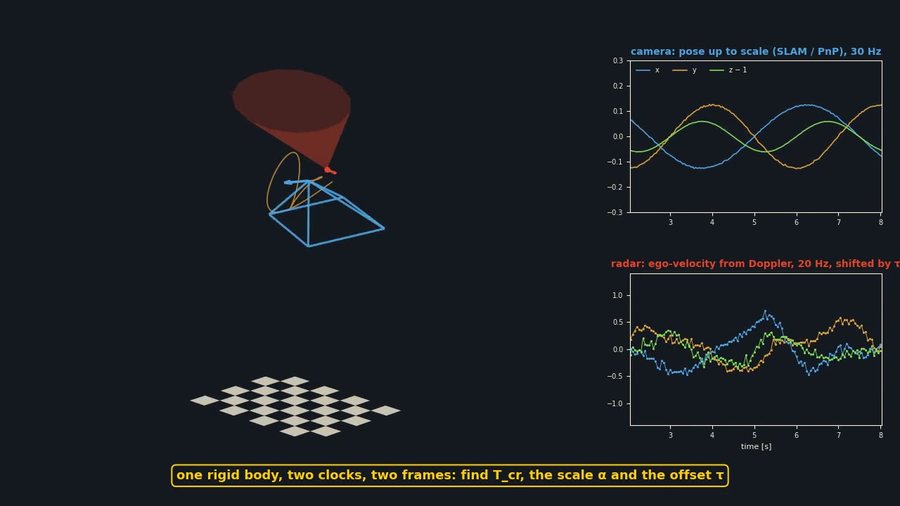 camera: pose up to scale (SLAM / PnP), 30 Hz
x y z − 1
0.3
0.2
0.1
0.0
−0.1
−0.2
−0.3
3 4 5 6 7 8
radar: ego-velocity from Doppler, 20 Hz, shifted by τ
1.0
0.5
0.0
−0.5
−1.0
3 4 5 6 7 8
time [s]
one rigid body, two clocks, two frames: find T_cr, the scale α and the offset τ